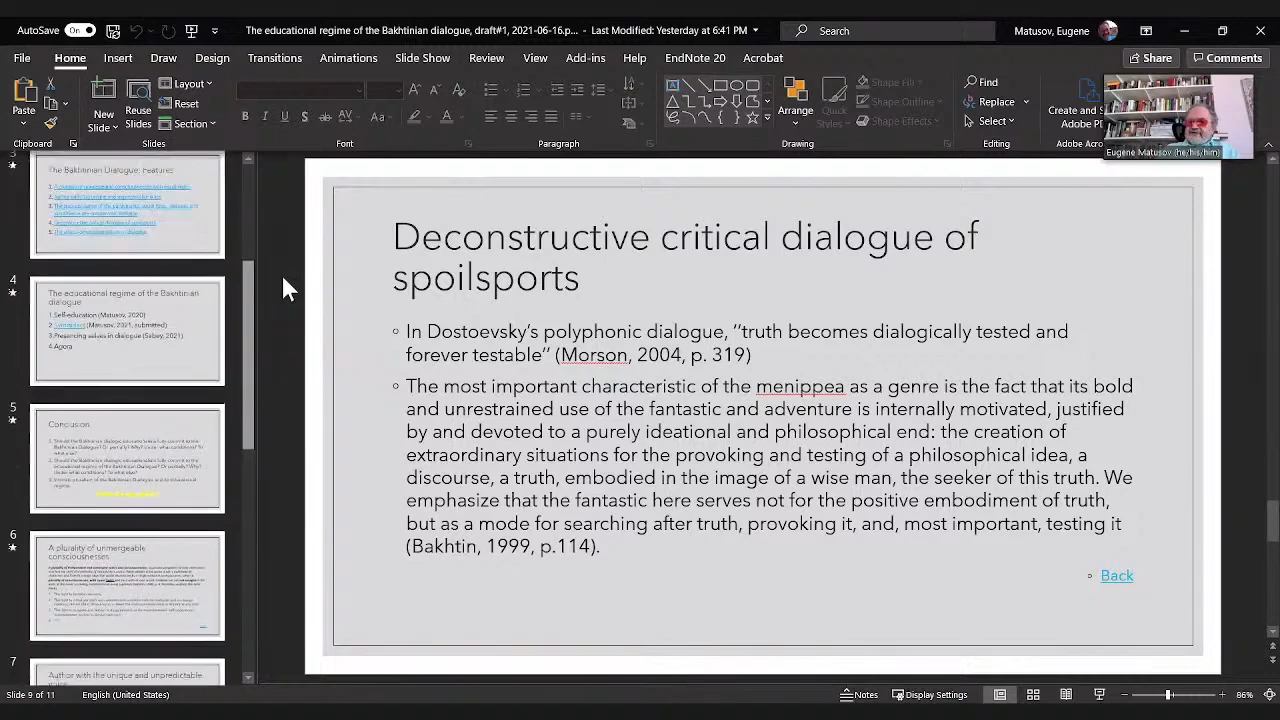 AutoSave On
The educational regime of the Bakhtinian dialogue, draft#1, 2021-06-16.p... - Last Modified: Yesterday at 6:41 PM
Search
Matusov, Eugene
File Home Insert Draw Design Transitions Animations Slide Show Review View Add-ins Help EndNote 20 Acrobat Share Comments
Paste
New
Slide
Reuse
Slides
Layout
Reset
Section
Arrange
Quick
Styles
Shape Fill
Shape Outline
Shape Effects
Find
Replace
Select
Create and S
Adobe P
Clipboard
Slides
Font
Paragraph
Drawing
Editing
Adobe Acro
Eugene Matusov (he/his/him)
The Bakhtinian Dialogue: Features
4
The educational regime of the Bakhtinian
dialogue
1.Self-education (Matusov, 2020)
(Matusov, 2021, submitted)
4.Agora
5
Conclusion
6
A plurality of unmergeable
consciousnesses
7
Author with the unique and unpredictable
Deconstructive critical dialogue of
spoilsports
In Dostoevsky’s polyphonic dialogue, “truth becomes dialogically tested and
forever testable” (Morson, 2004, p. 319)
The most important characteristic of the menippea as a genre is the fact that its bold
and unrestrained use of the fantastic and adventure is internally motivated, justified
by and devoted to a purely ideational and philosophical end: the creation of
extraordinary situations for the provoking and testing of a philosophical idea, a
discourse, a truth, embodied in the image of a wise man, the seeker of this truth. We
emphasize that the fantastic here serves not for the positive embodiment of truth,
but as a mode for searching after truth, provoking it, and, most important, testing it
(Bakhtin, 1999, p.114).
Back
Slide 9 of 11 English (United States) Notes Display Settings 86%